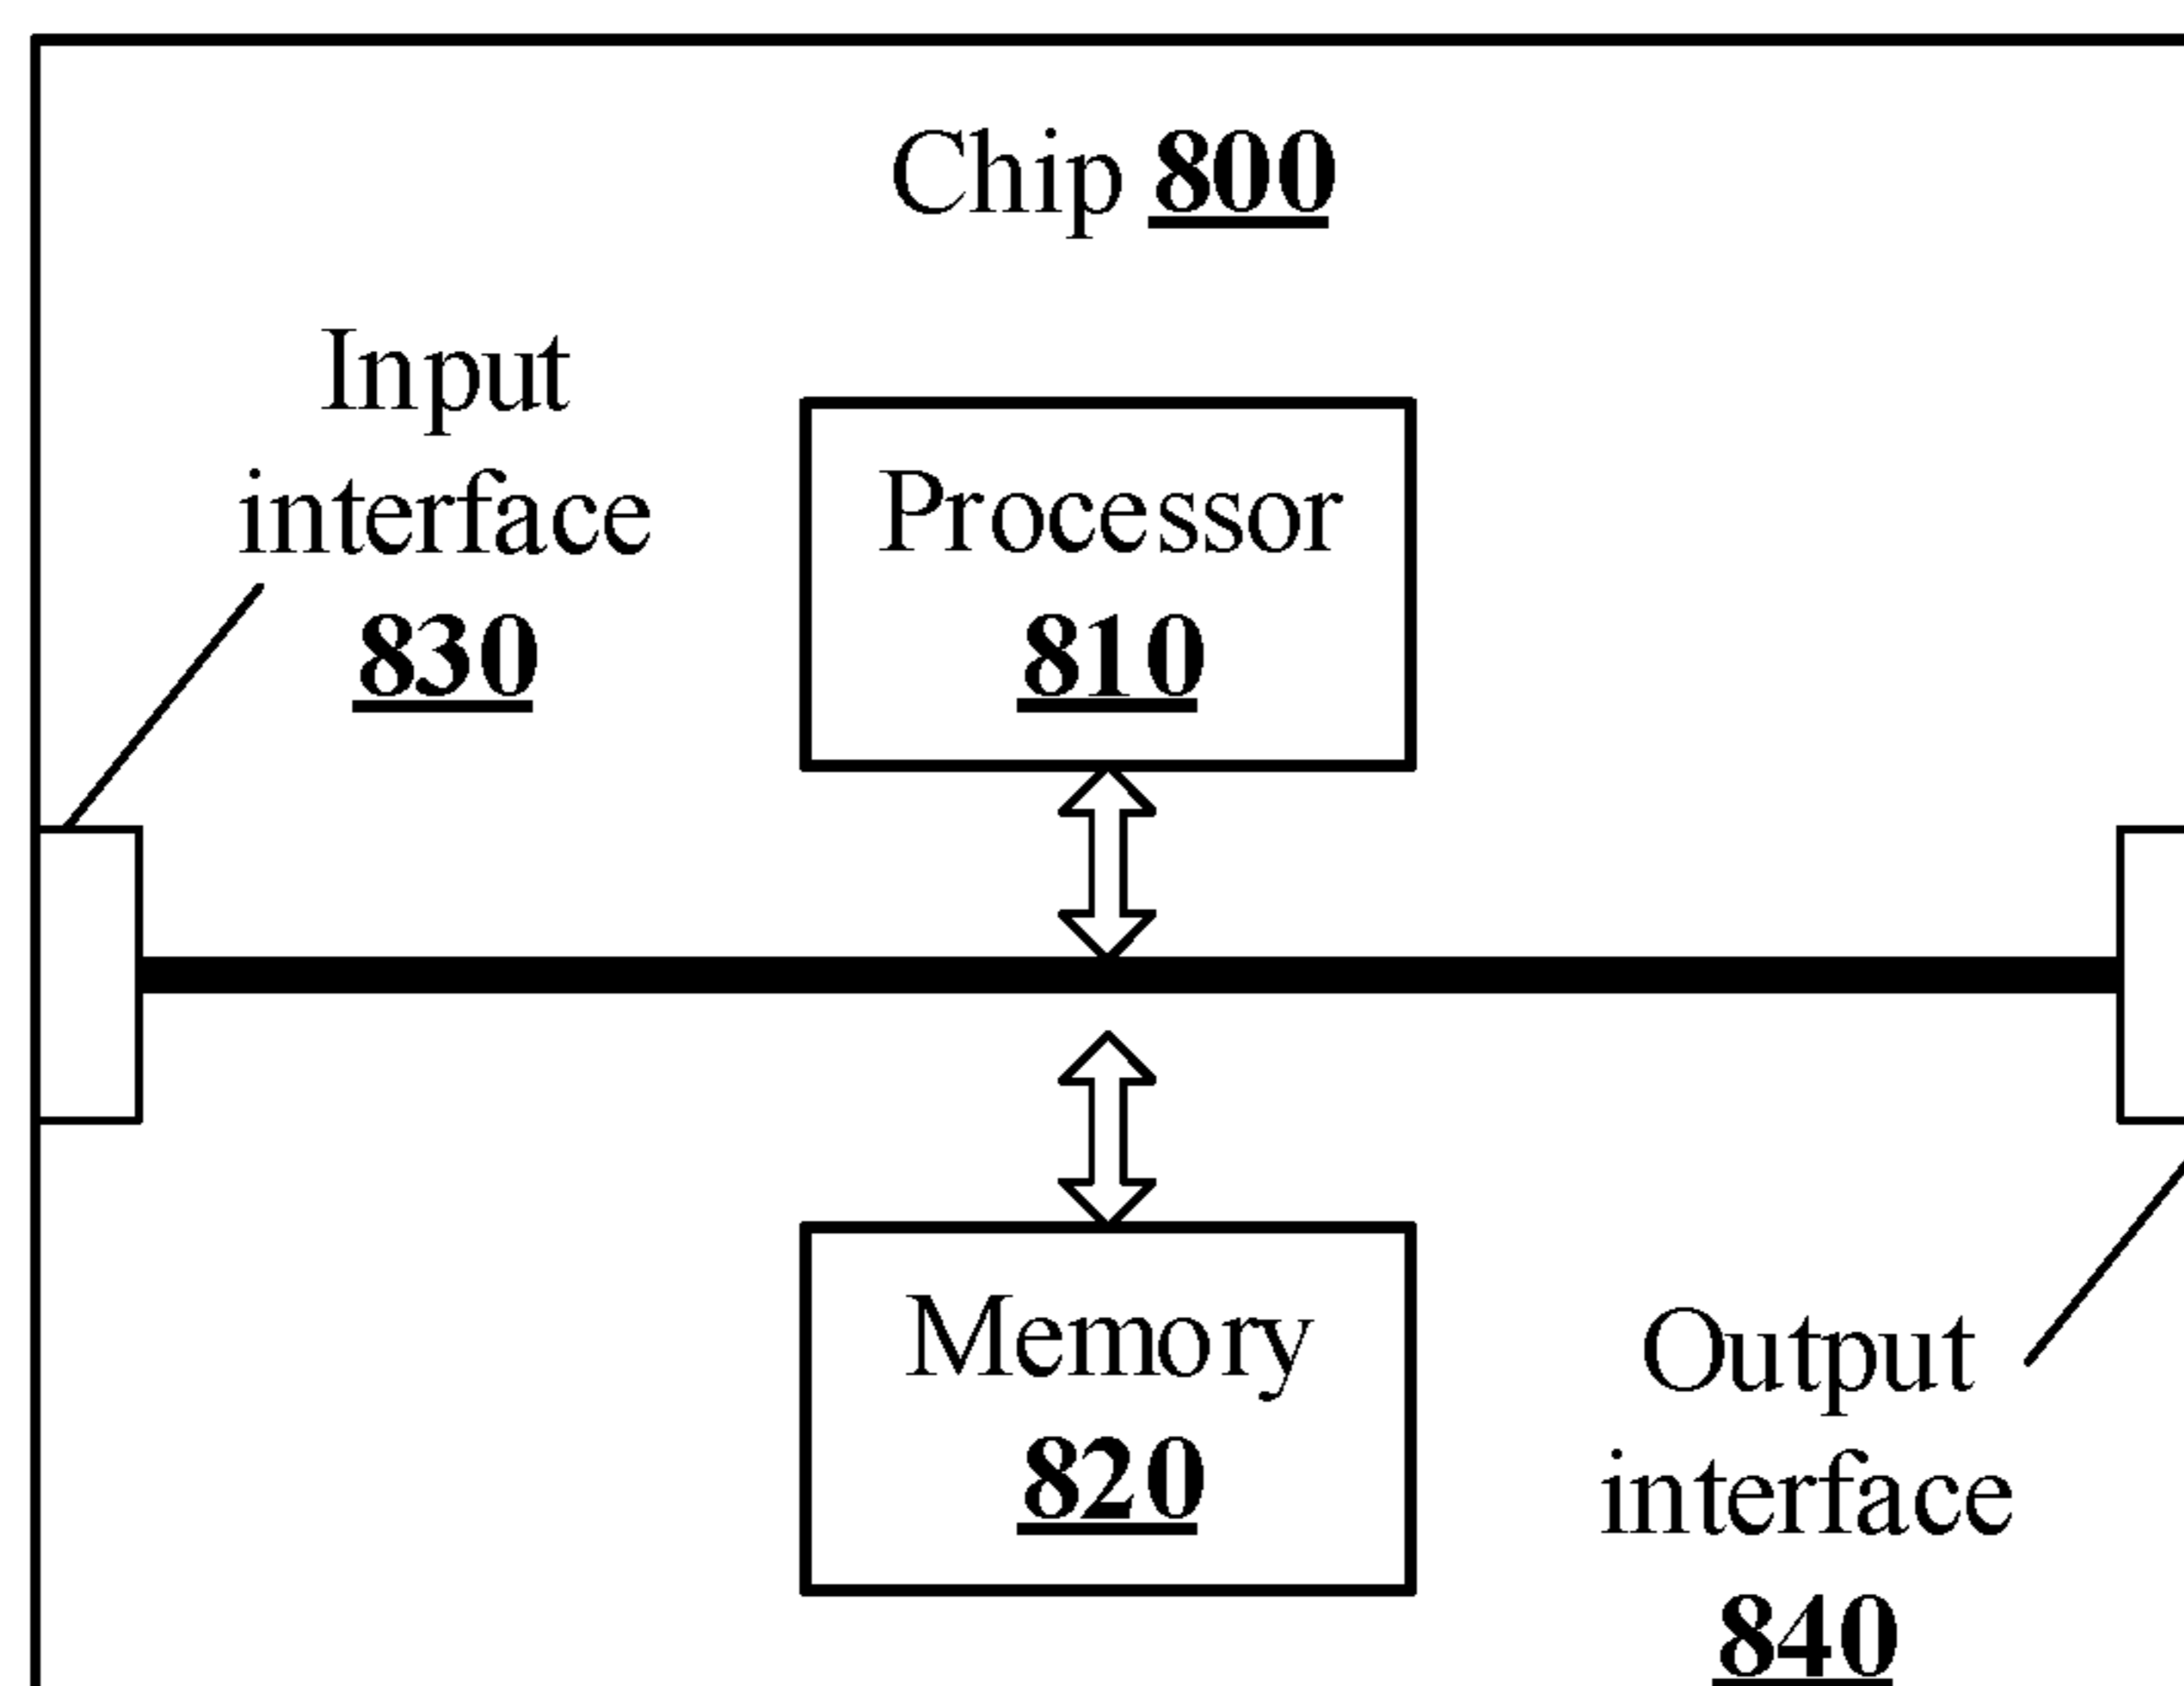 Chip 800
Input
interface
830
Processor
810
Memory
820
Output
interface
840